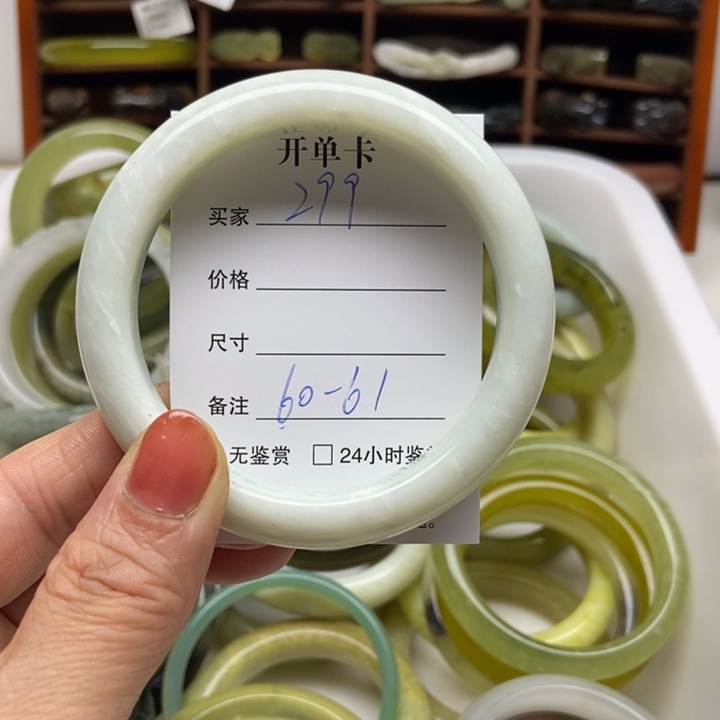 开单卡
买家 299
价格
尺寸
备注 60-61
无鉴赏 □ 24小时鉴